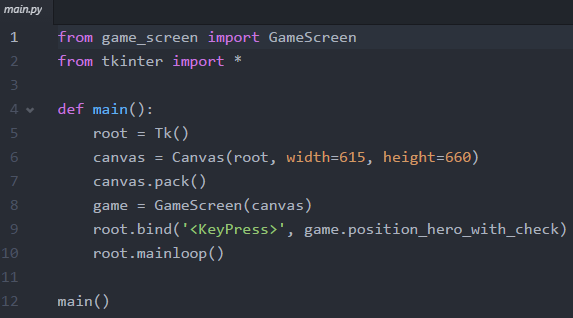 main.py
1 from game_screen import GameScreen
2 from tkinter import *
3
4 def main():
5     root = Tk()
6     canvas = Canvas(root, width=615, height=660)
7     canvas.pack()
8     game = GameScreen(canvas)
9     root.bind('<KeyPress>', game.position_hero_with_check)
10     root.mainloop()
11
12 main()